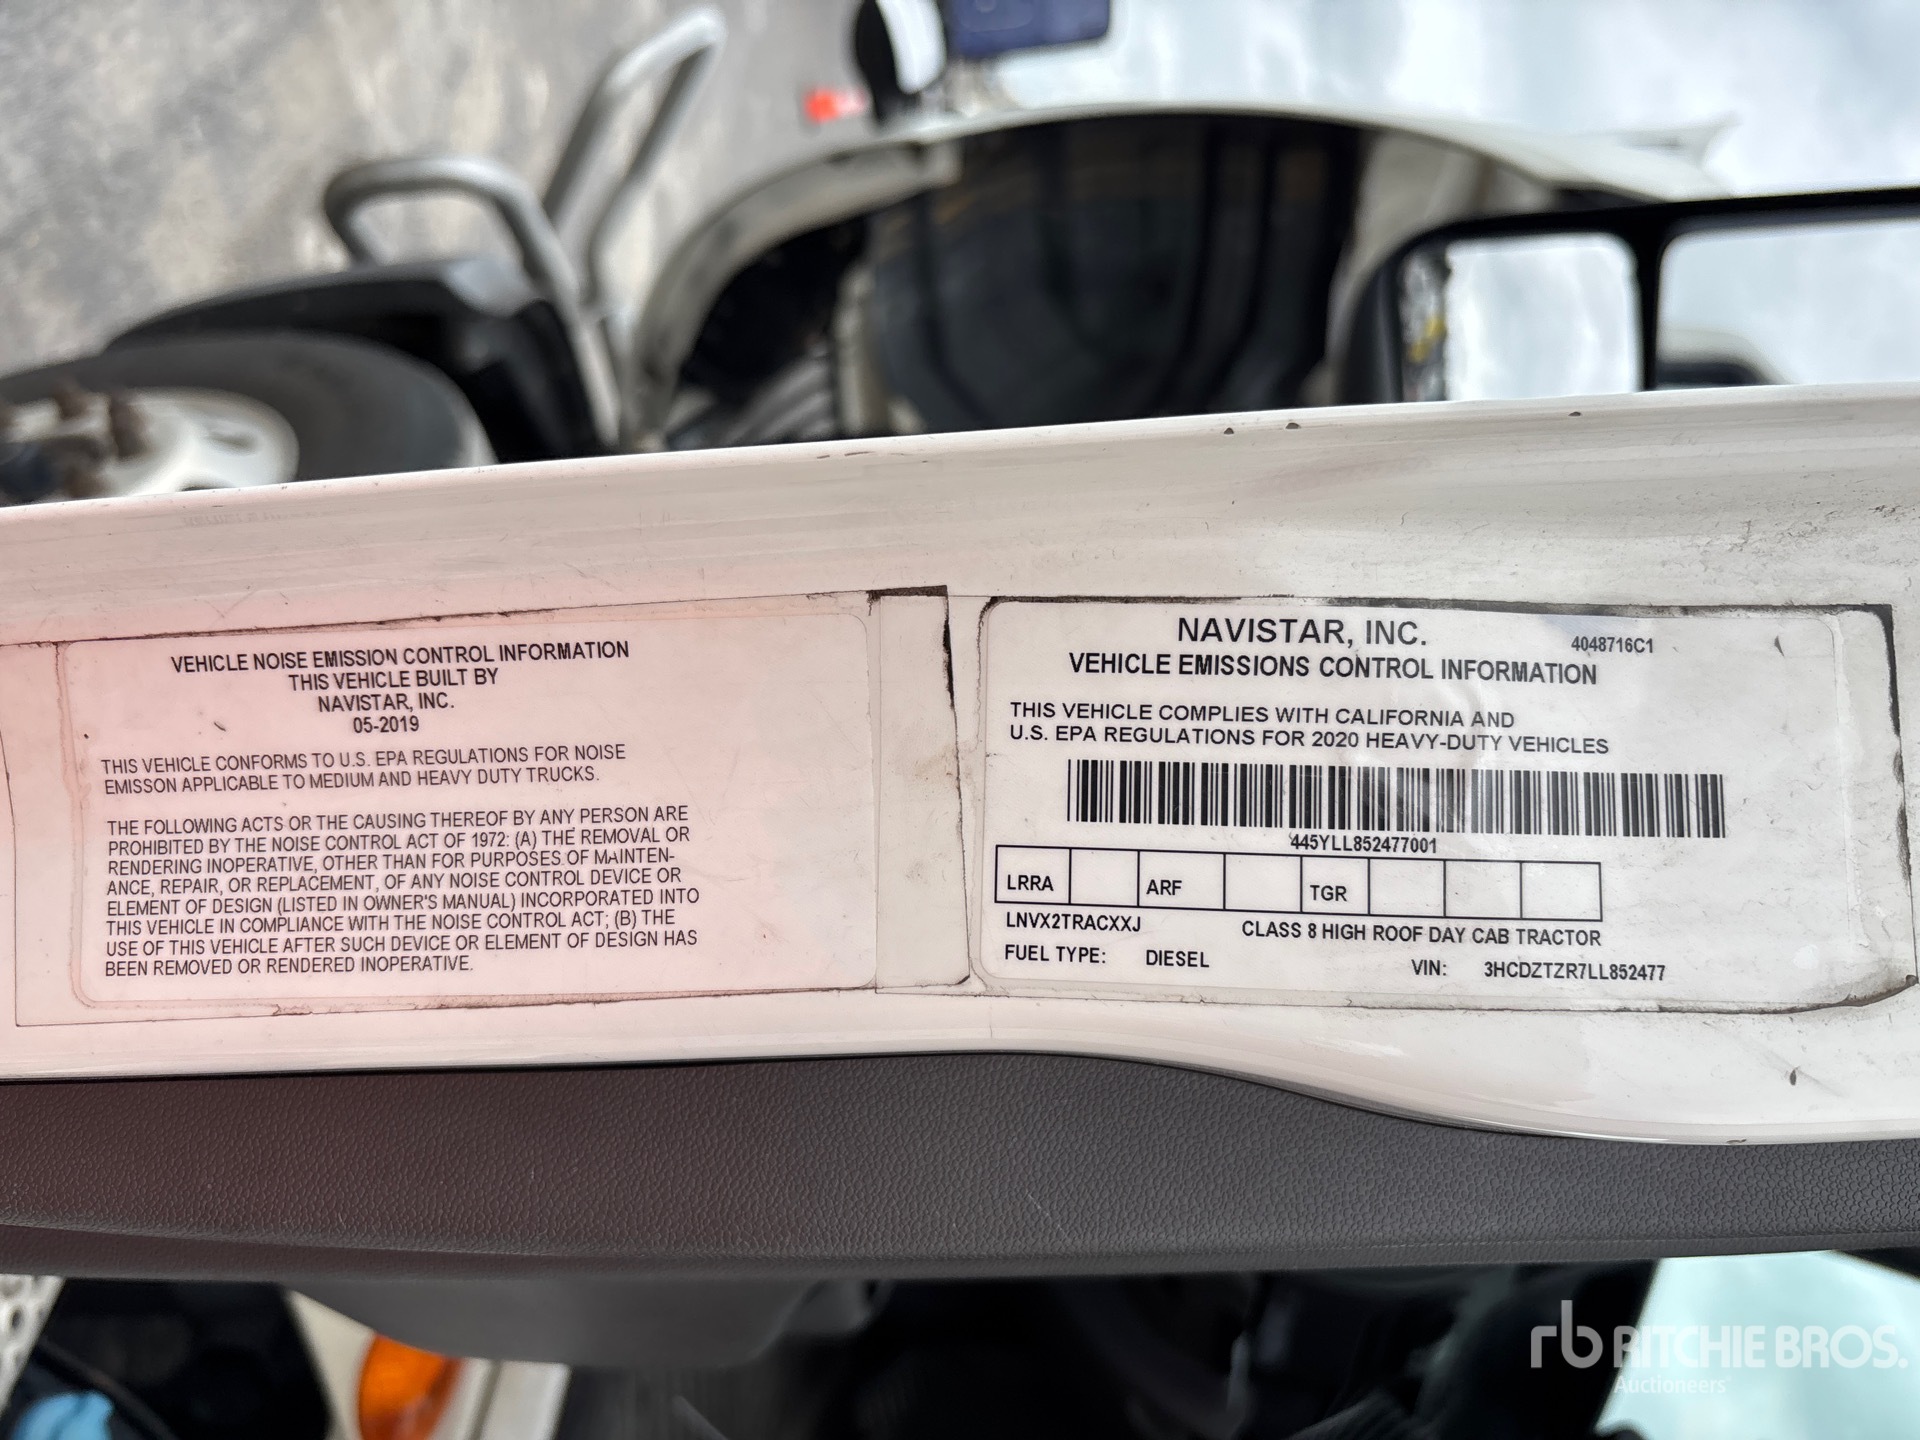 VEHICLE NOISE EMISSION CONTROL INFORMATION
THIS VEHICLE BUILT BY
NAVISTAR, INC.
05-2019
THIS VEHICLE CONFORMS TO U.S. EPA REGULATIONS FOR NOISE
EMISSON APPLICABLE TO MEDIUM AND HEAVY DUTY TRUCKS.
THE FOLLOWING ACTS OR THE CAUSING THEREOF BY ANY PERSON ARE
PROHIBITED BY THE NOISE CONTROL ACT OF 1972: (A) THE REMOVAL OR
RENDERING INOPERATIVE, OTHER THAN FOR PURPOSES OF MAINTEN-
ANCE, REPAIR, OR REPLACEMENT, OF ANY NOISE CONTROL DEVICE OR
ELEMENT OF DESIGN (LISTED IN OWNER'S MANUAL) INCORPORATED INTO
THIS VEHICLE IN COMPLIANCE WITH THE NOISE CONTROL ACT; (B) THE
USE OF THIS VEHICLE AFTER SUCH DEVICE OR ELEMENT OF DESIGN HAS
BEEN REMOVED OR RENDERED INOPERATIVE.
NAVISTAR, INC.
4048716C1
VEHICLE EMISSIONS CONTROL INFORMATION
THIS VEHICLE COMPLIES WITH CALIFORNIA AND
U.S. EPA REGULATIONS FOR 2020 HEAVY-DUTY VEHICLES
445YLL852477001
LRRA ARF TGR
LNVX2TRACXXJ CLASS 8 HIGH ROOF DAY CAB TRACTOR
FUEL TYPE: DIESEL VIN: 3HCDZTZR7LL852477
rb RITCHIE BROS.
Auctioneers